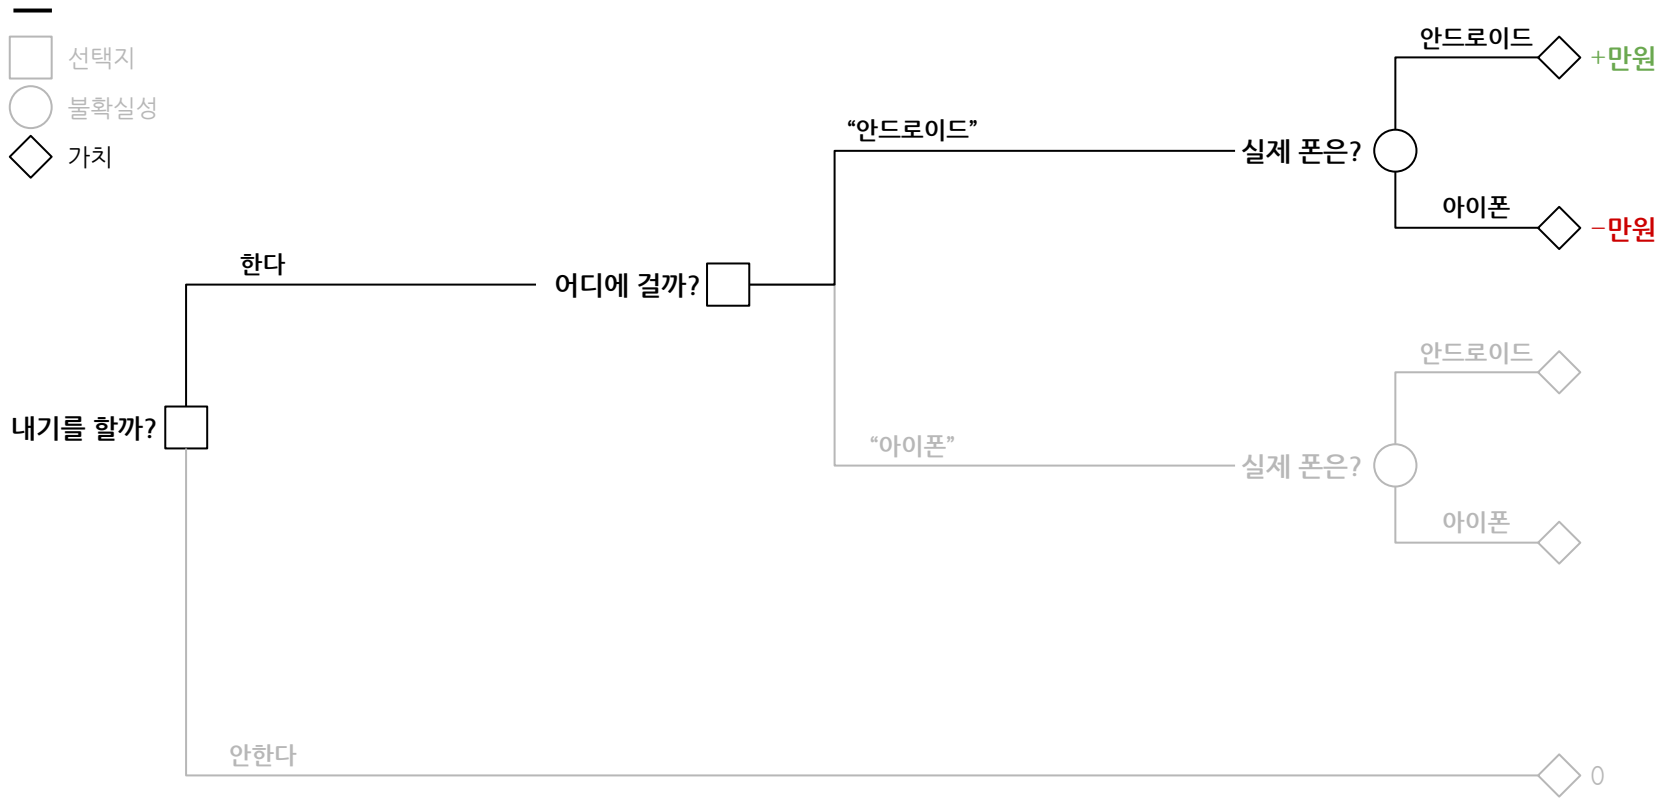 선택지
불확실성
가치
내기를 할까?
한다
어디에 걸까?
“안드로이드”
실제 폰은?
안드로이드
+만원
아이폰
–만원
“아이폰”
실제 폰은?
안드로이드
아이폰
안한다
0